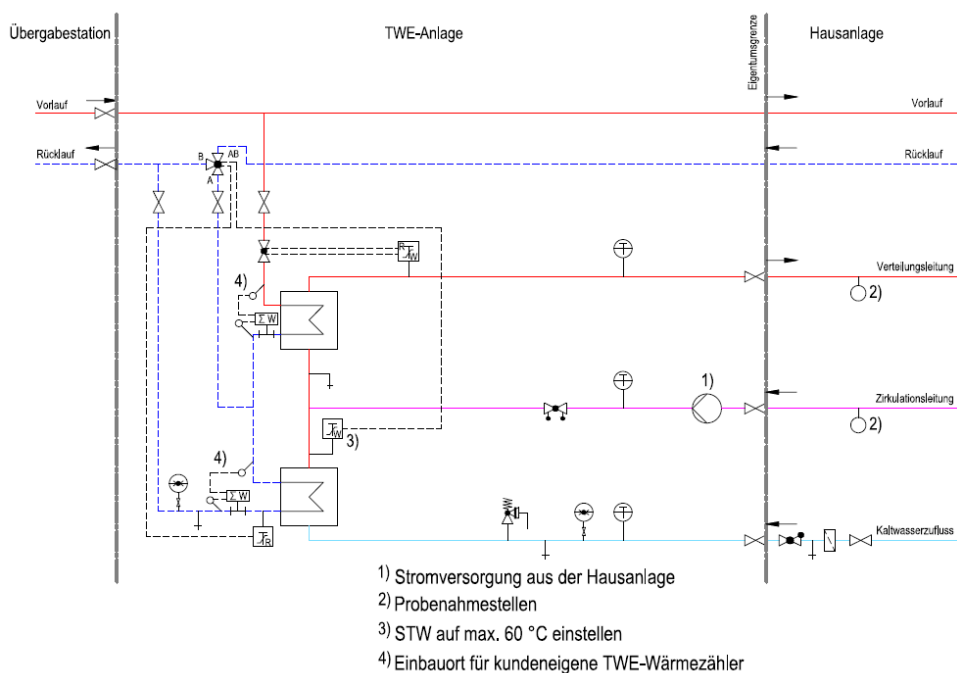 Übergabestation
TWE-Anlage
Eigentumsgrenze
Hausanlage
Vorlauf
Vorlauf
Rücklauf
B
AB
A
Rücklauf
R
W
4)
Σ W
Verteilungsleitung
2)
1)
Zirkulationsleitung
2)
W
3)
4)
Σ W
R
Kaltwasserzufluss
1) Stromversorgung aus der Hausanlage
2) Probenahmestellen
3) STW auf max. 60 °C einstellen
4) Einbauort für kundeneigene TWE-Wärmezähler